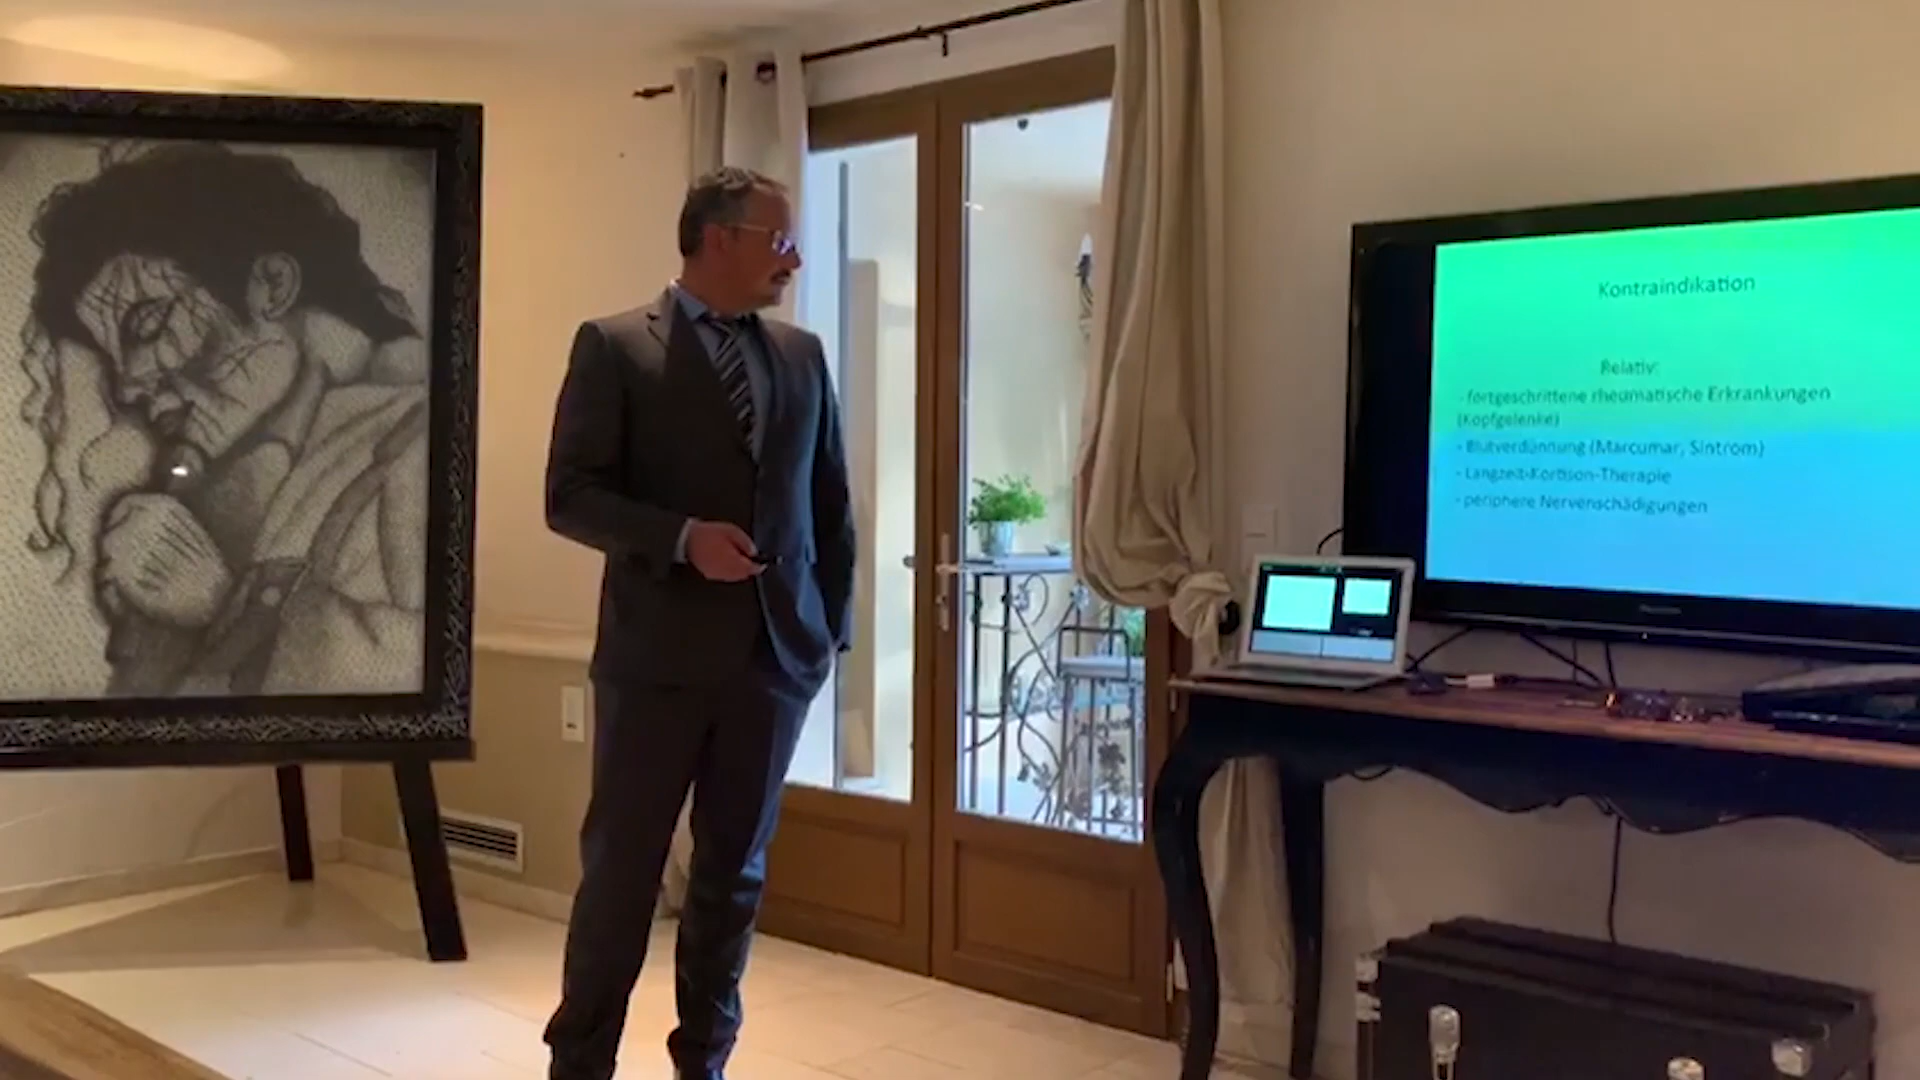 Kontraindikation
Relativ:
- fortgeschrittene rheumatische Erkrankungen
(Kopfgelenke)
- Blutverdünnung (Marcumar, Sintrom)
- Langzeit-Kortison-Therapie
- periphere Nervenschädigungen